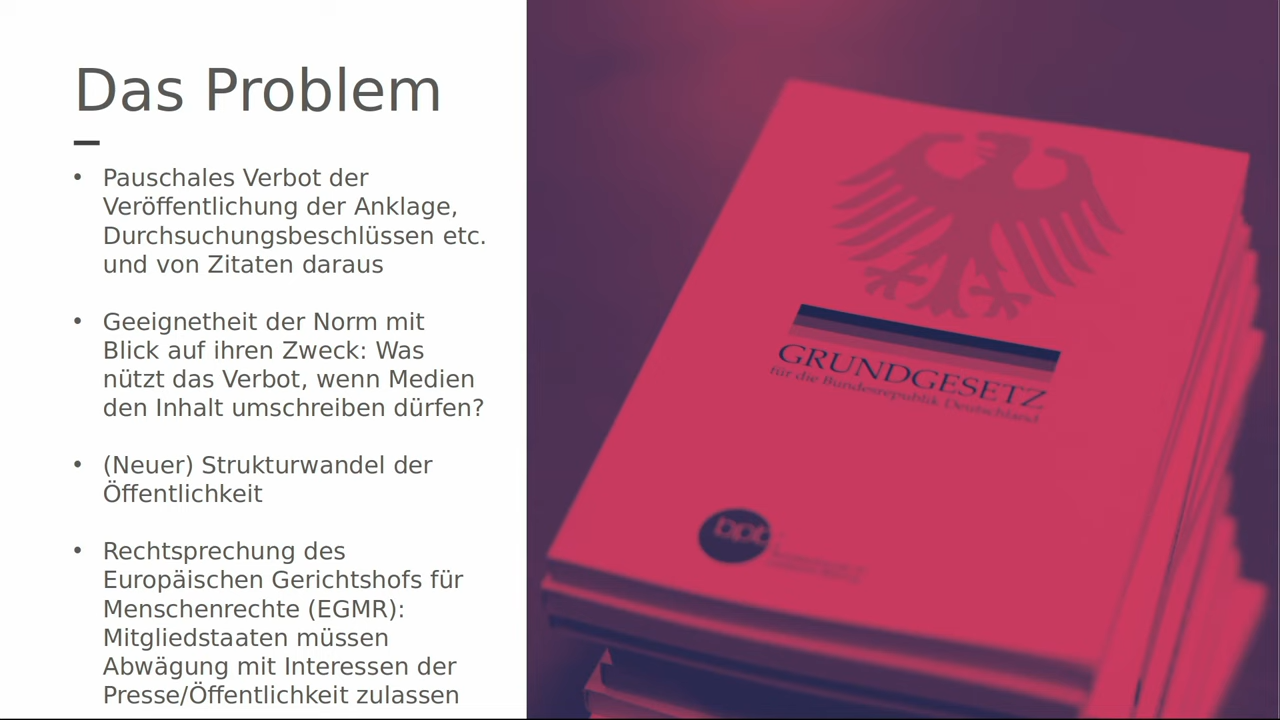 Das Problem
• Pauschales Verbot der
Veröffentlichung der Anklage,
Durchsuchungsbeschlüssen etc.
und von Zitaten daraus
• Geeignetheit der Norm mit
Blick auf ihren Zweck: Was
nützt das Verbot, wenn Medien
den Inhalt umschreiben dürfen?
• (Neuer) Strukturwandel der
Öffentlichkeit
• Rechtsprechung des
Europäischen Gerichtshofs für
Menschenrechte (EGMR):
Mitgliedstaaten müssen
Abwägung mit Interessen der
Presse/Öffentlichkeit zulassen
GRUNDGESETZ
für die Bundesrepublik Deutschland
bpb